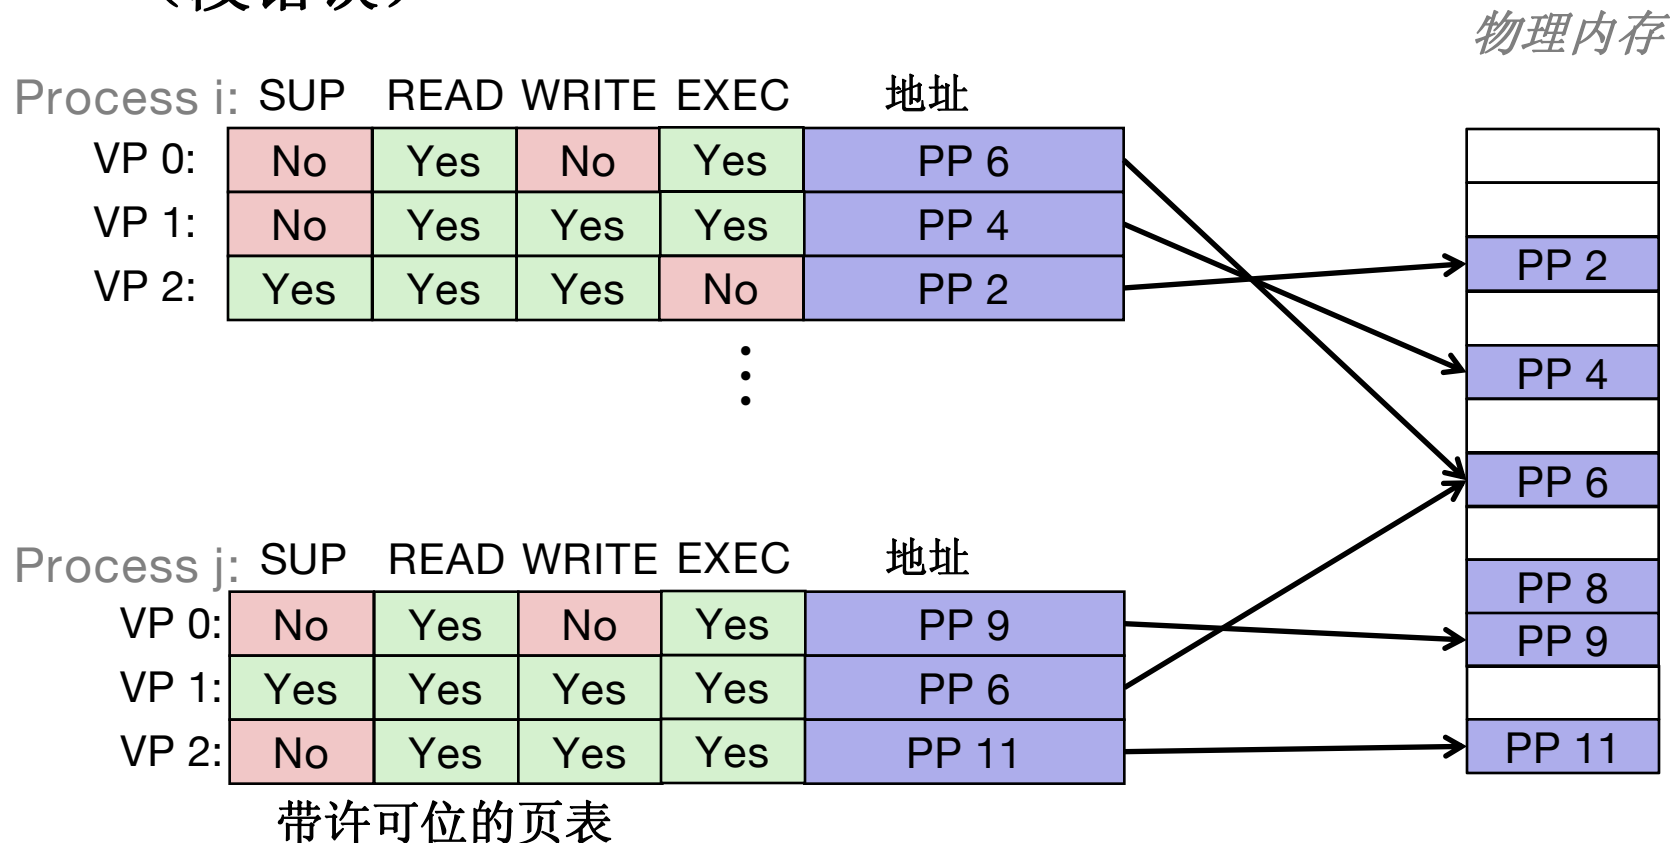 (段错误)
物理内存
Process i: SUP READ WRITE EXEC 地址
VP 0: No Yes No Yes PP 6
VP 1: No Yes Yes Yes PP 4
VP 2: Yes Yes Yes No PP 2
PP 2
PP 4
PP 6
Process j: SUP READ WRITE EXEC 地址
PP 8
VP 0: No Yes No Yes PP 9
PP 9
VP 1: Yes Yes Yes Yes PP 6
VP 2: No Yes Yes Yes PP 11
PP 11
带许可位的页表